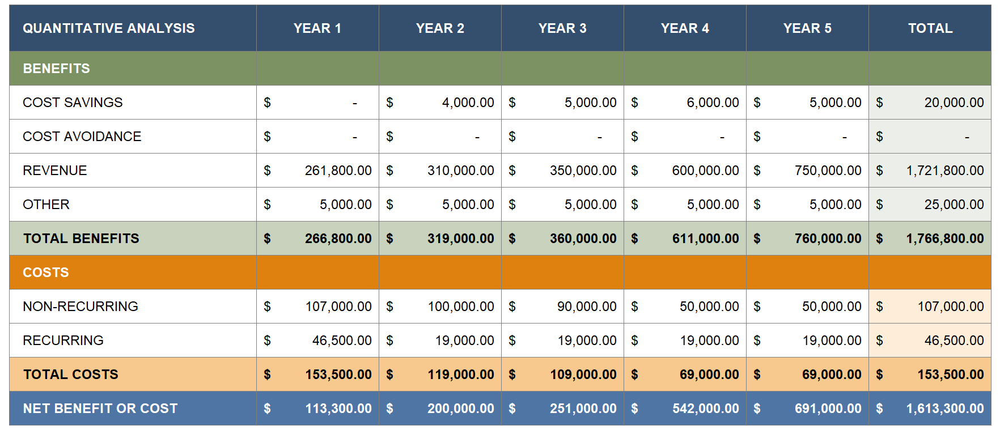 QUANTITATIVE ANALYSIS YEAR 1 YEAR 2 YEAR 3 YEAR 4 YEAR 5 TOTAL
BENEFITS
COST SAVINGS $ - $ 4,000.00 $ 5,000.00 $ 6,000.00 $ 5,000.00 $ 20,000.00
COST AVOIDANCE $ - $ - $ - $ - $ - $ -
REVENUE $ 261,800.00 $ 310,000.00 $ 350,000.00 $ 600,000.00 $ 750,000.00 $ 1,721,800.00
OTHER $ 5,000.00 $ 5,000.00 $ 5,000.00 $ 5,000.00 $ 5,000.00 $ 25,000.00
TOTAL BENEFITS $ 266,800.00 $ 319,000.00 $ 360,000.00 $ 611,000.00 $ 760,000.00 $ 1,766,800.00
COSTS
NON-RECURRING $ 107,000.00 $ 100,000.00 $ 90,000.00 $ 50,000.00 $ 50,000.00 $ 107,000.00
RECURRING $ 46,500.00 $ 19,000.00 $ 19,000.00 $ 19,000.00 $ 19,000.00 $ 46,500.00
TOTAL COSTS $ 153,500.00 $ 119,000.00 $ 109,000.00 $ 69,000.00 $ 69,000.00 $ 153,500.00
NET BENEFIT OR COST $ 113,300.00 $ 200,000.00 $ 251,000.00 $ 542,000.00 $ 691,000.00 $ 1,613,300.00